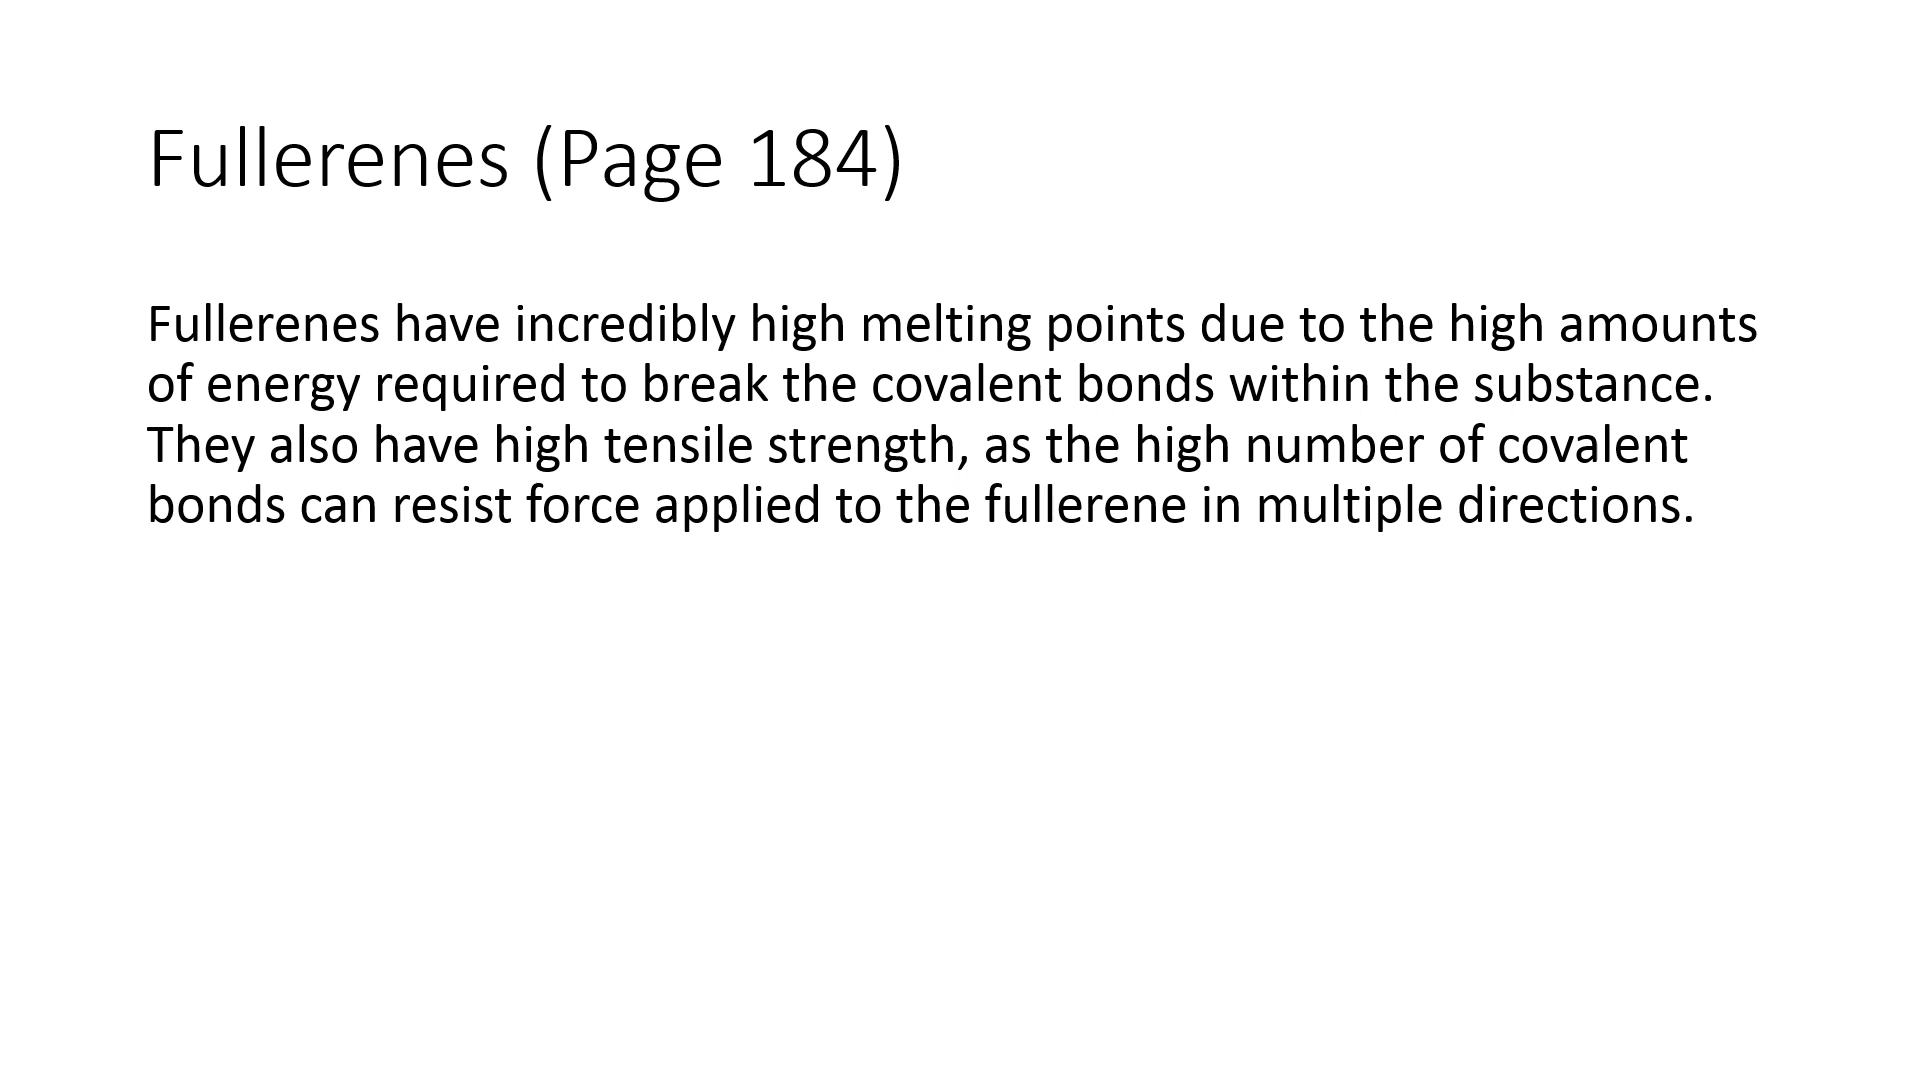 Fullerenes (Page 184)
Fullerenes have incredibly high melting points due to the high amounts
of energy required to break the covalent bonds within the substance.
They also have high tensile strength, as the high number of covalent
bonds can resist force applied to the fullerene in multiple directions.